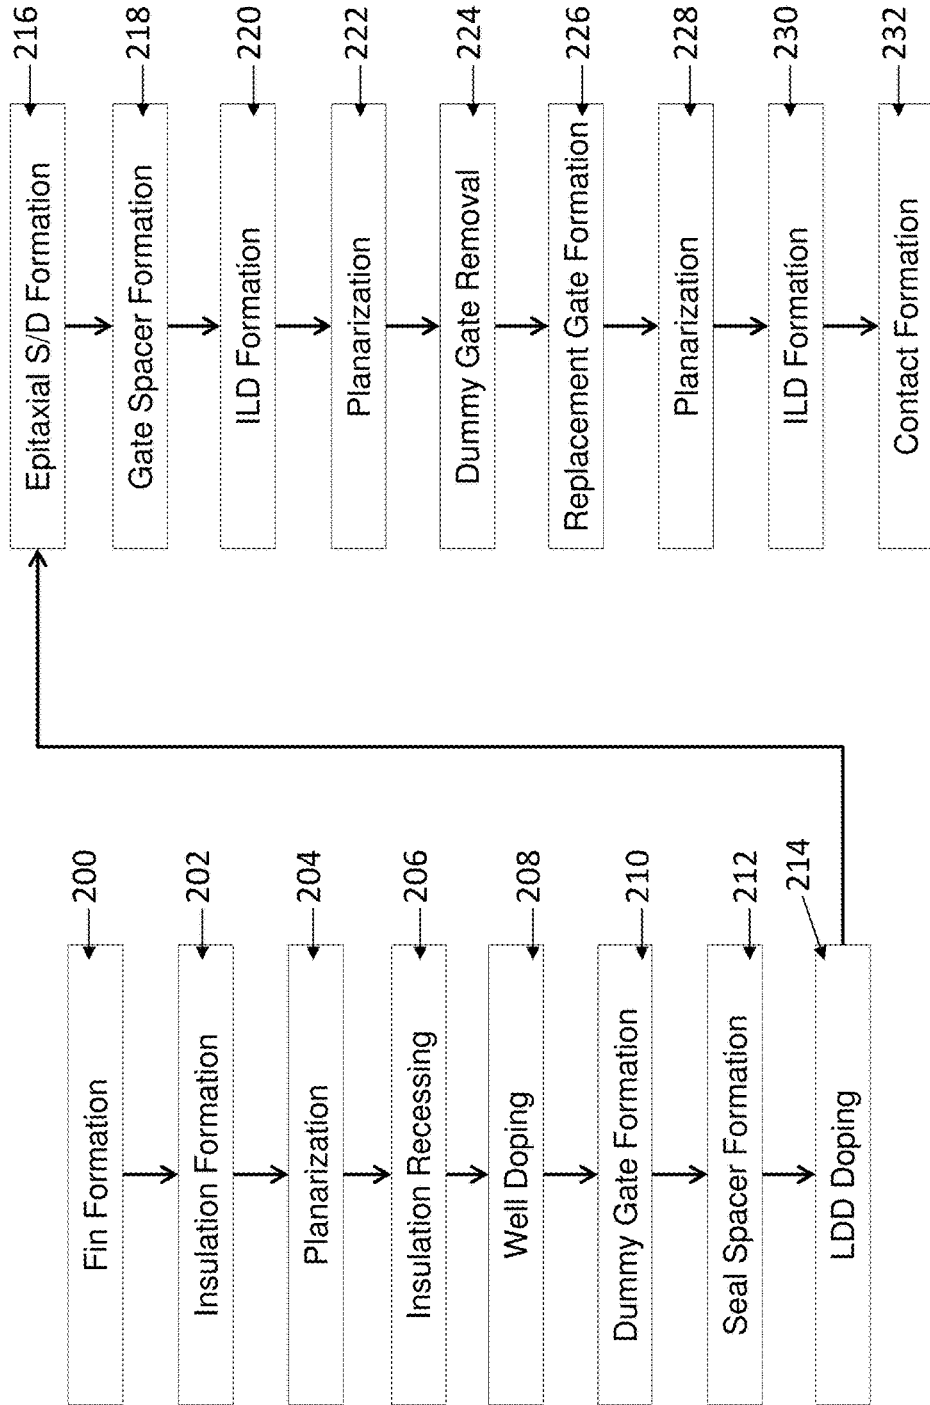 Fin Formation
200
Insulation Formation
202
Planarization
204
Insulation Recessing
206
Well Doping
208
Dummy Gate Formation
210
Seal Spacer Formation
212
LDD Doping
214
Epitaxial S/D Formation
216
Gate Spacer Formation
218
ILD Formation
220
Planarization
222
Dummy Gate Removal
224
Replacement Gate Formation
226
Planarization
228
ILD Formation
230
Contact Formation
232